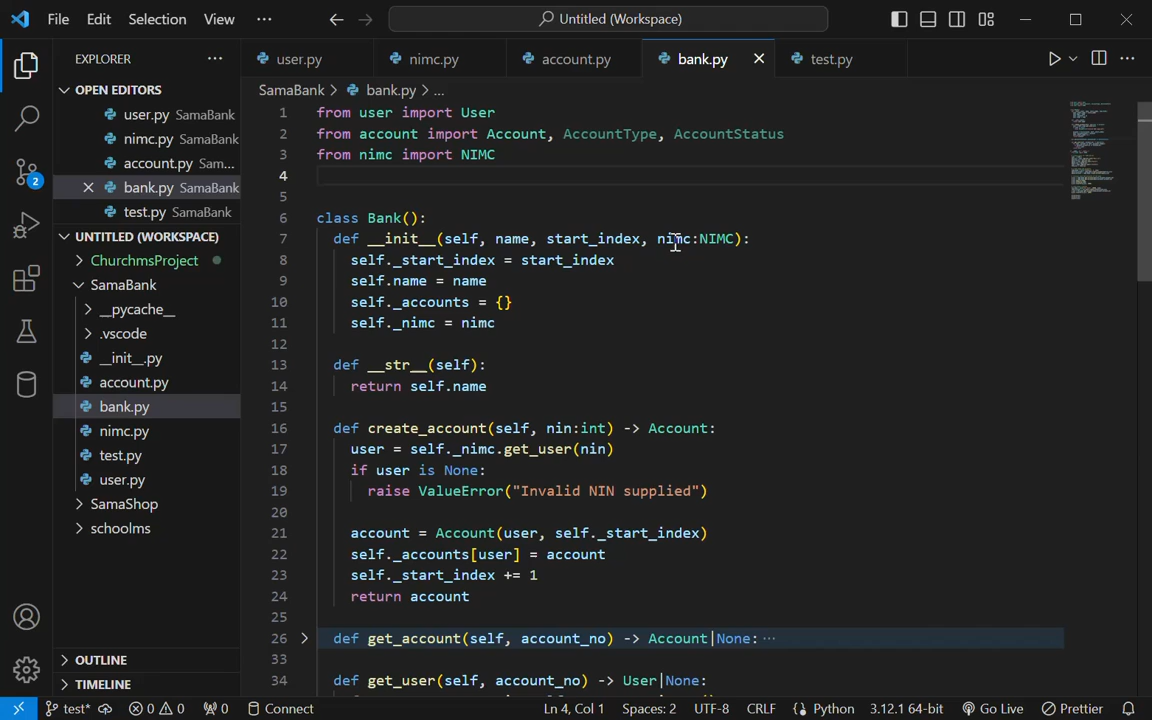 File Edit Selection View ··· Untitled (Workspace)
EXPLORER ···
OPEN EDITORS
user.py SamaBank
nimc.py SamaBank
account.py Sam...
bank.py SamaBank
test.py SamaBank
UNTITLED (WORKSPACE)
ChurchmsProject
SamaBank
__pycache__
.vscode
__init__.py
account.py
bank.py
nimc.py
test.py
user.py
SamaShop
schoolms
OUTLINE
TIMELINE
2
user.py nimc.py account.py bank.py test.py
SamaBank > bank.py > ...
1 from user import User
2 from account import Account, AccountType, AccountStatus
3 from nimc import NIMC
4
5
6 class Bank():
7 def __init__(self, name, start_index, nimc:NIMC):
8 self._start_index = start_index
9 self.name = name
10 self._accounts = {}
11 self._nimc = nimc
12
13 def __str__(self):
14 return self.name
15
16 def create_account(self, nin:int) -> Account:
17 user = self._nimc.get_user(nin)
18 if user is None:
19 raise ValueError("Invalid NIN supplied")
20
21 account = Account(user, self._start_index)
22 self._accounts[user] = account
23 self._start_index += 1
24 return account
25
26 def get_account(self, account_no) -> Account|None: ···
33
34 def get_user(self, account_no) -> User|None:
test* 0 0 0 Connect Ln 4, Col 1 Spaces: 2 UTF-8 CRLF Python 3.12.1 64-bit Go Live Prettier